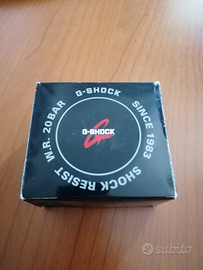 G-SHOCK
SINCE 1983
SHOCK RESIST
W.R. 20BAR
G-SHOCK
subito